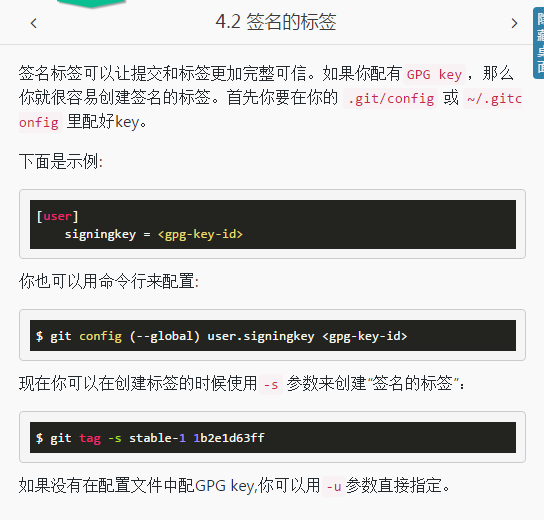 4.2 签名的标签
隐藏桌面
签名标签可以让提交和标签更加完整可信。如果你配有 GPG key ，那么
你就很容易创建签名的标签。首先你要在你的 .git/config 或 ~/.gitc
onfig 里配好key。
下面是示例:
[user]
signingkey = <gpg-key-id>
你也可以用命令行来配置:
$ git config (--global) user.signingkey <gpg-key-id>
现在你可以在创建标签的时候使用 -s 参数来创建“签名的标签”：
$ git tag -s stable-1 1b2e1d63ff
如果没有在配置文件中配GPG key,你可以用 -u 参数直接指定。